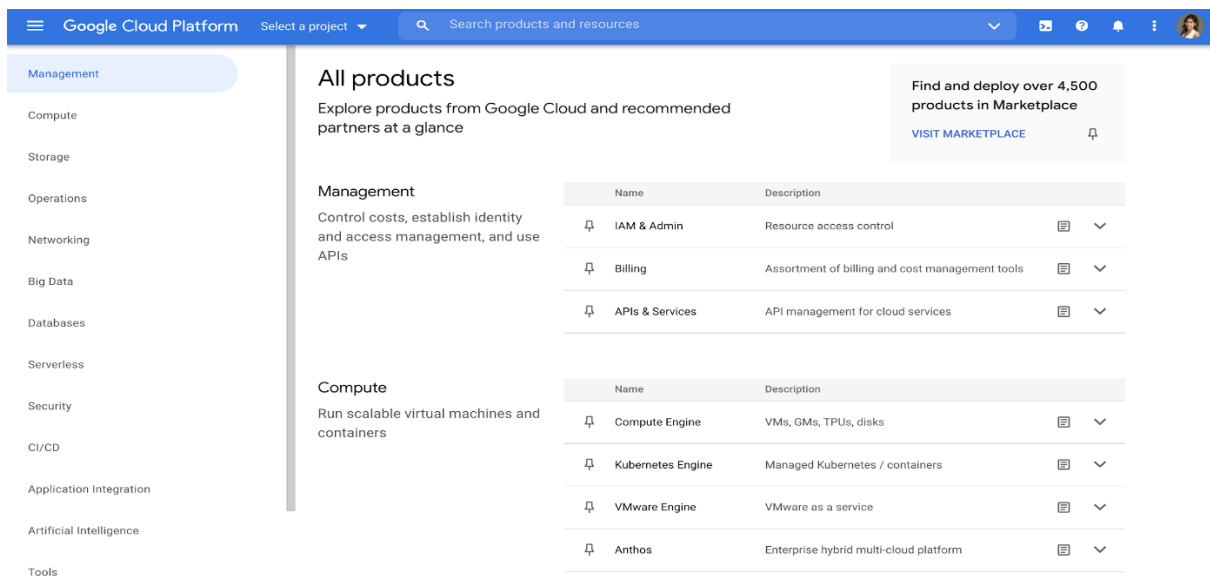 Google Cloud Platform Select a project Search products and resources
Management
Compute
Storage
Operations
Networking
Big Data
Databases
Serverless
Security
CI/CD
Application Integration
Artificial Intelligence
Tools
All products
Explore products from Google Cloud and recommended
partners at a glance
Find and deploy over 4,500
products in Marketplace
VISIT MARKETPLACE
Management
Control costs, establish identity
and access management, and use
APIs
Name Description
IAM & Admin Resource access control
Billing Assortment of billing and cost management tools
APIs & Services API management for cloud services
Compute
Run scalable virtual machines and
containers
Name Description
Compute Engine VMs, GMs, TPUs, disks
Kubernetes Engine Managed Kubernetes / containers
VMware Engine VMware as a service
Anthos Enterprise hybrid multi-cloud platform